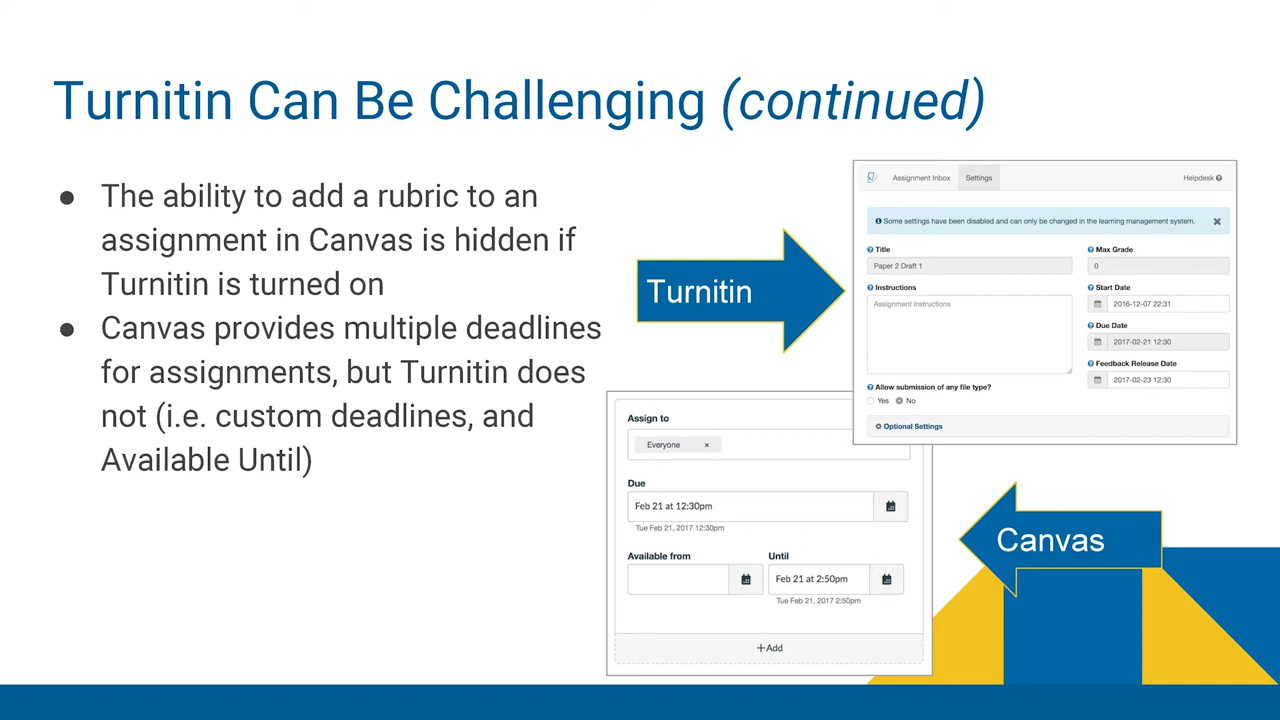 Turnitin Can Be Challenging (continued)
● The ability to add a rubric to an
assignment in Canvas is hidden if
Turnitin is turned on
● Canvas provides multiple deadlines
for assignments, but Turnitin does
not (i.e. custom deadlines, and
Available Until)
Turnitin
Assignment Inbox Settings Helpdesk
Some settings have been disabled and can only be changed in the learning management system.
Title
Paper 2 Draft 1
Instructions
Assignment instructions
Allow submission of any file type?
Yes No
Max Grade
0
Start Date
2016-12-07 22:31
Due Date
2017-02-21 12:30
Feedback Release Date
2017-02-23 12:30
Optional Settings
Assign to
Everyone ×
Due
Feb 21 at 12:30pm
Tue Feb 21, 2017 12:30pm
Available from Until
Feb 21 at 2:50pm
Tue Feb 21, 2017 2:50pm
+Add
Canvas